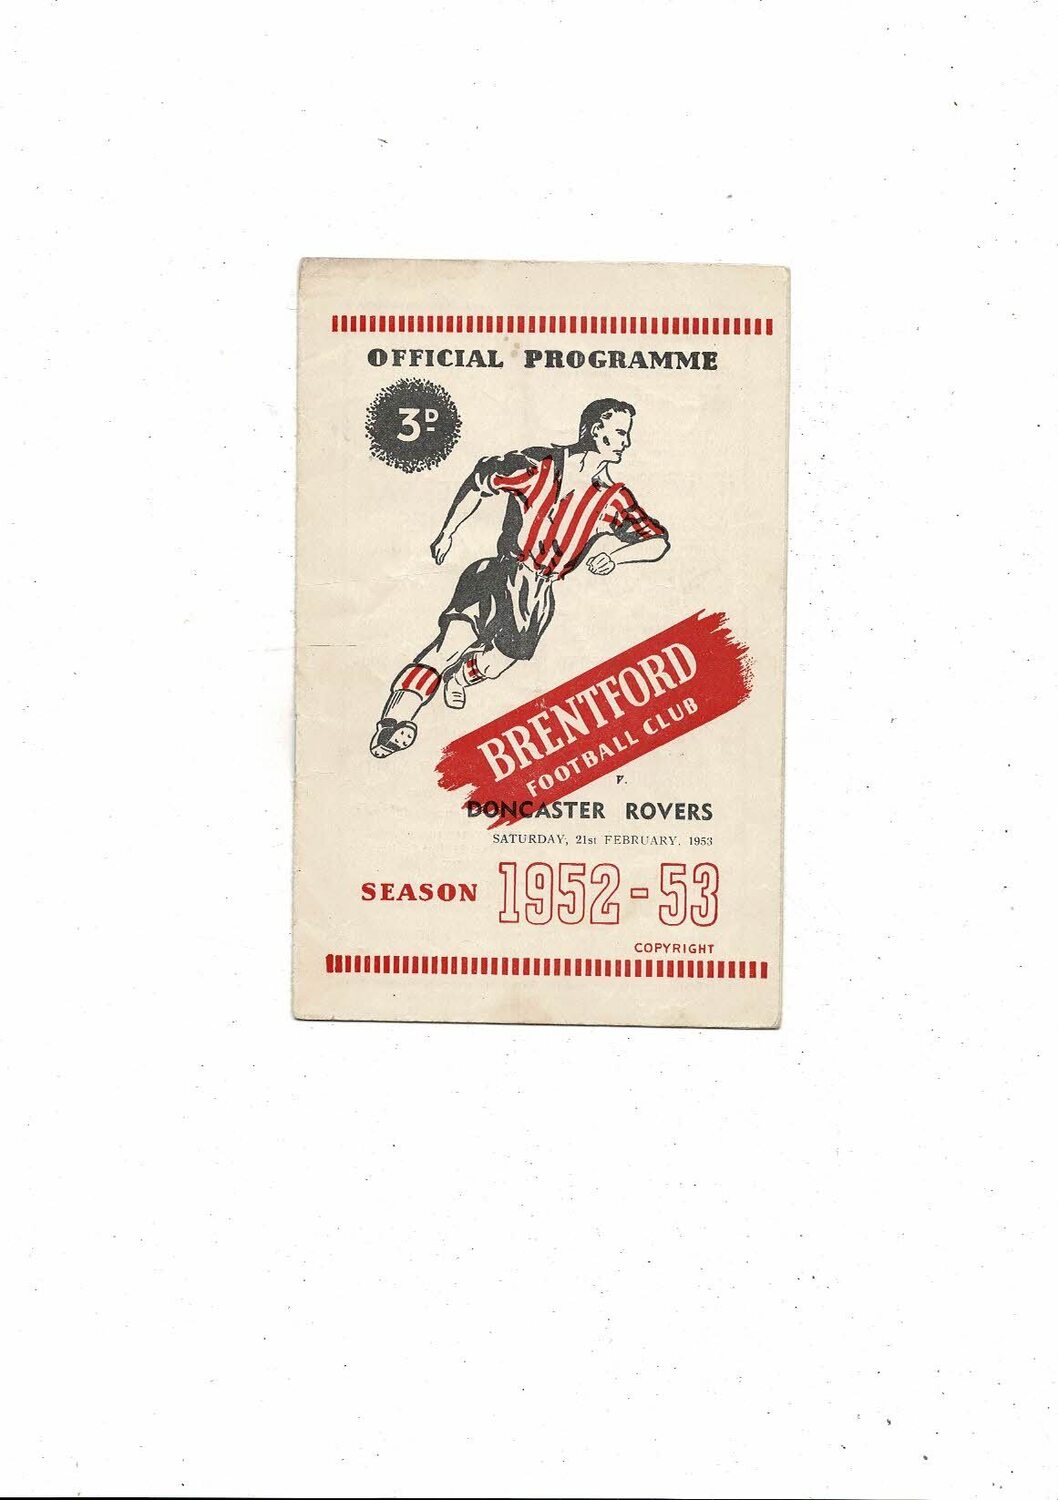 OFFICIAL PROGRAMME
3D-
BRENTFORD
FOOTBALL CLUB
v.
DONCASTER ROVERS
SATURDAY, 21st FEBRUARY, 1953
SEASON 1952-53
COPYRIGHT